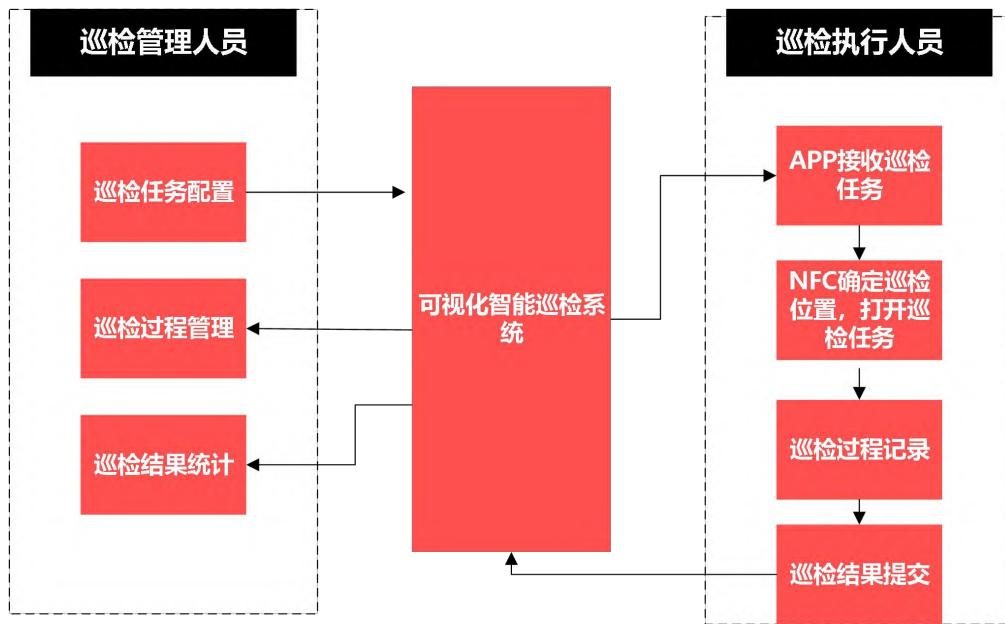 巡检管理人员
巡检任务配置
巡检过程管理
巡检结果统计
可视化智能巡检系
统
巡检执行人员
APP接收巡检
任务
NFC确定巡检
位置，打开巡
检任务
巡检过程记录
巡检结果提交